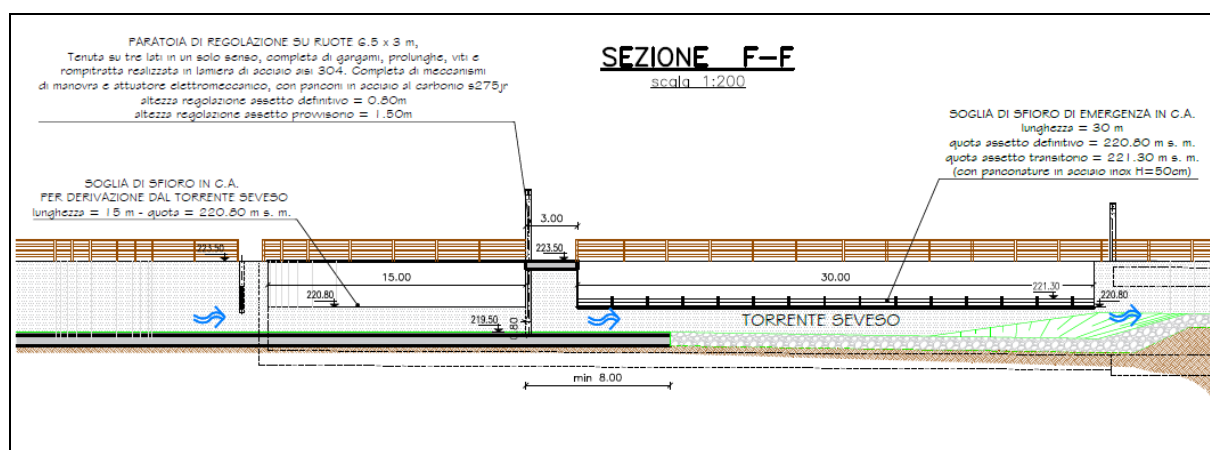 PARATOIA DI REGOLAZIONE SU RUOTE 6.5 x 3 m,
Tenuta su tre lati in un solo senso, completa di gargami, prolunghe, viti e
rompitratta realizzata in lamiera di acciaio aisi 304. Completa di meccanismi
di manovra e attuatore elettromeccanico, con panconi in acciaio al carbonio s275jr
altezza regolazione assetto definitivo = 0.80m
altezza regolazione assetto provvisorio = 1.50m
SEZIONE F-F
scala 1:200
SOGLIA DI SFIORO DI EMERGENZA IN C.A.
lunghezza = 30 m
quota assetto definitivo = 220.80 m s. m.
quota assetto transitorio = 221.30 m s. m.
(con panconature in acciaio inox H=50cm)
SOGLIA DI SFIORO IN C.A.
PER DERIVAZIONE DAL TORRENTE SEVESO
lunghezza = 15 m - quota = 220.80 m s. m.
3.00
223.50
223.50
15.00
30.00
220.80
221.30
220.80
219.50
0.80
TORRENTE SEVESO
min 8.00